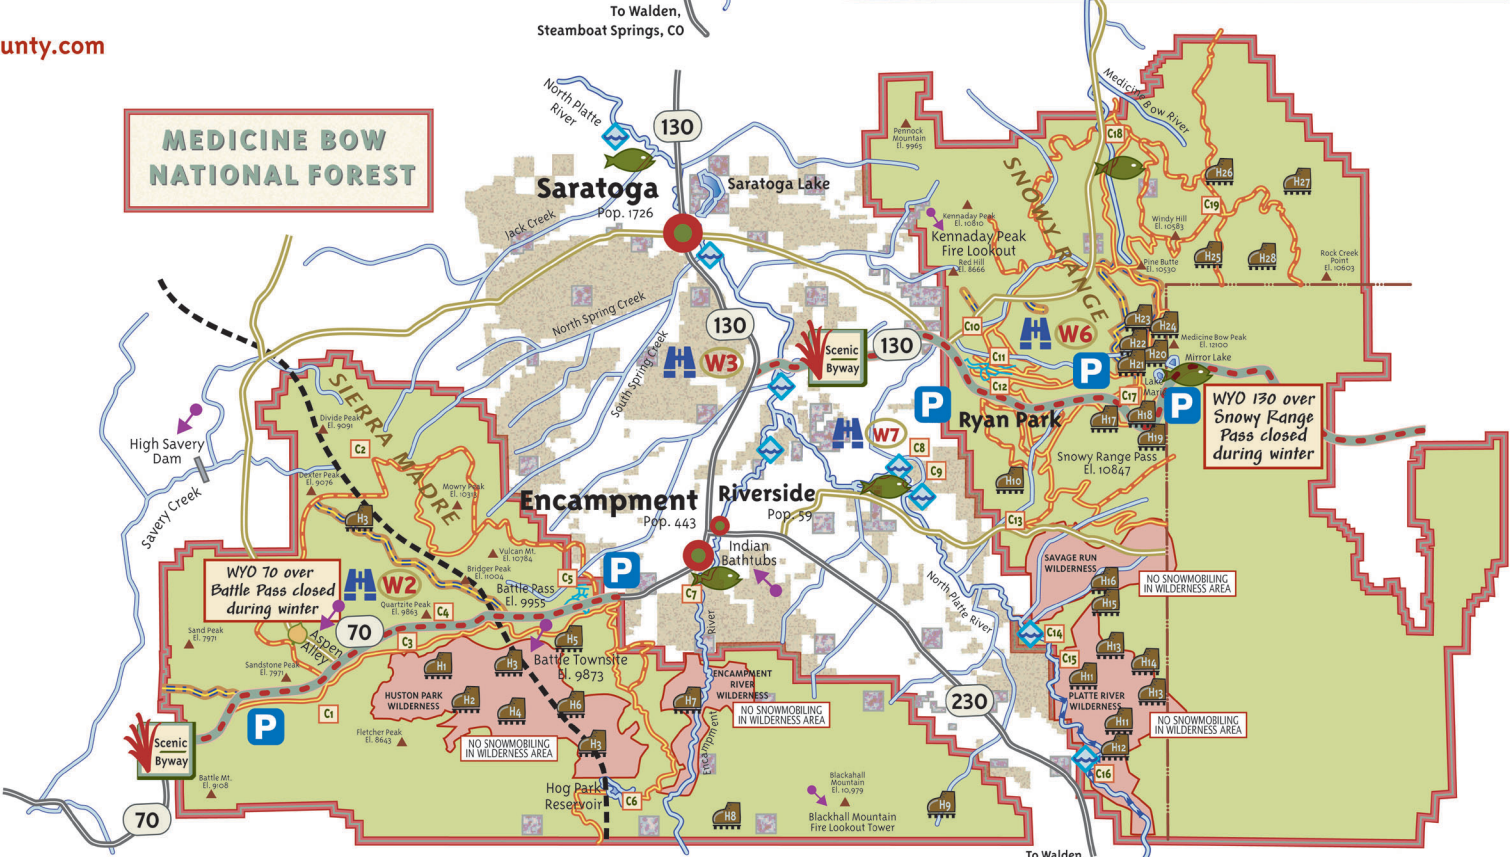 To Walden,
Steamboat Springs, CO
unty.com
MEDICINE BOW
NATIONAL FOREST
North Platte
River
130
Saratoga
Pop. 1726
Saratoga Lake
Jack Creek
North Spring Creek
South Spring Creek
130
W3
Scenic
Byway
130
Medicine Bow River
Pennock
Mountain
El. 9965
C18
SNOWY RANGE
H26
H27
C19
Kennaday Peak
El. 10810
Kennaday Peak
Fire Lookout
Red Hill
El. 8666
Windy Hill
El. 10583
H25
H28
Pine Butte
El. 10530
Rock Creek
Point
El. 10603
C10
W6
H23
H24
H22
H20
H21
Medicine Bow Peak
El. 12100
Mirror Lake
C11
C12
P
P
P
C17
Lake
Mari
H17
H18
H19
Ryan Park
WYO 130 over
Snowy Range
Pass closed
during winter
Snowy Range Pass
El. 10847
H10
C13
W7
C8
C9
SIERRA MADRE
Divide Peak
El. 9091
C2
High Savery
Dam
Dexter Peak
El. 9076
Savery Creek
Mowry Peak
H3
Encampment
Pop. 443
Riverside
Pop. 59
Indian
Bathtubs
Vulcan Mt.
El. 10784
Bridger Peak
El. 11004
Battle Pass
El. 9955
C5
P
C7
River
WYO 70 over
Battle Pass closed
during winter
W2
Quartzite Peak
El. 9863
C4
C3
70
Aspen
Alley
Sand Peak
El. 7971
Sandstone Peak
El. 7971
H1
H3
H5
Battle Townsite
El. 9873
HUSTON PARK
WILDERNESS
H2
H4
H6
H3
NO SNOWMOBILING
IN WILDERNESS AREA
ENCAMPMENT
RIVER
WILDERNESS
H7
NO SNOWMOBILING
IN WILDERNESS AREA
Encampment
P
C1
Fletcher Peak
El. 8643
Scenic
Byway
Battle Mt.
El. 9108
70
Hog Park
Reservoir
C6
H8
Blackahall
Mountain
El. 10,979
Blackhall Mountain
Fire Lookout Tower
H9
North Platte River
230
SAVAGE RUN
WILDERNESS
H16
H15
NO SNOWMOBILING
IN WILDERNESS AREA
C14
C15
H13
H14
H11
H13
PLATTE RIVER
WILDERNESS
H11
H12
NO SNOWMOBILING
IN WILDERNESS AREA
C16
To Walden